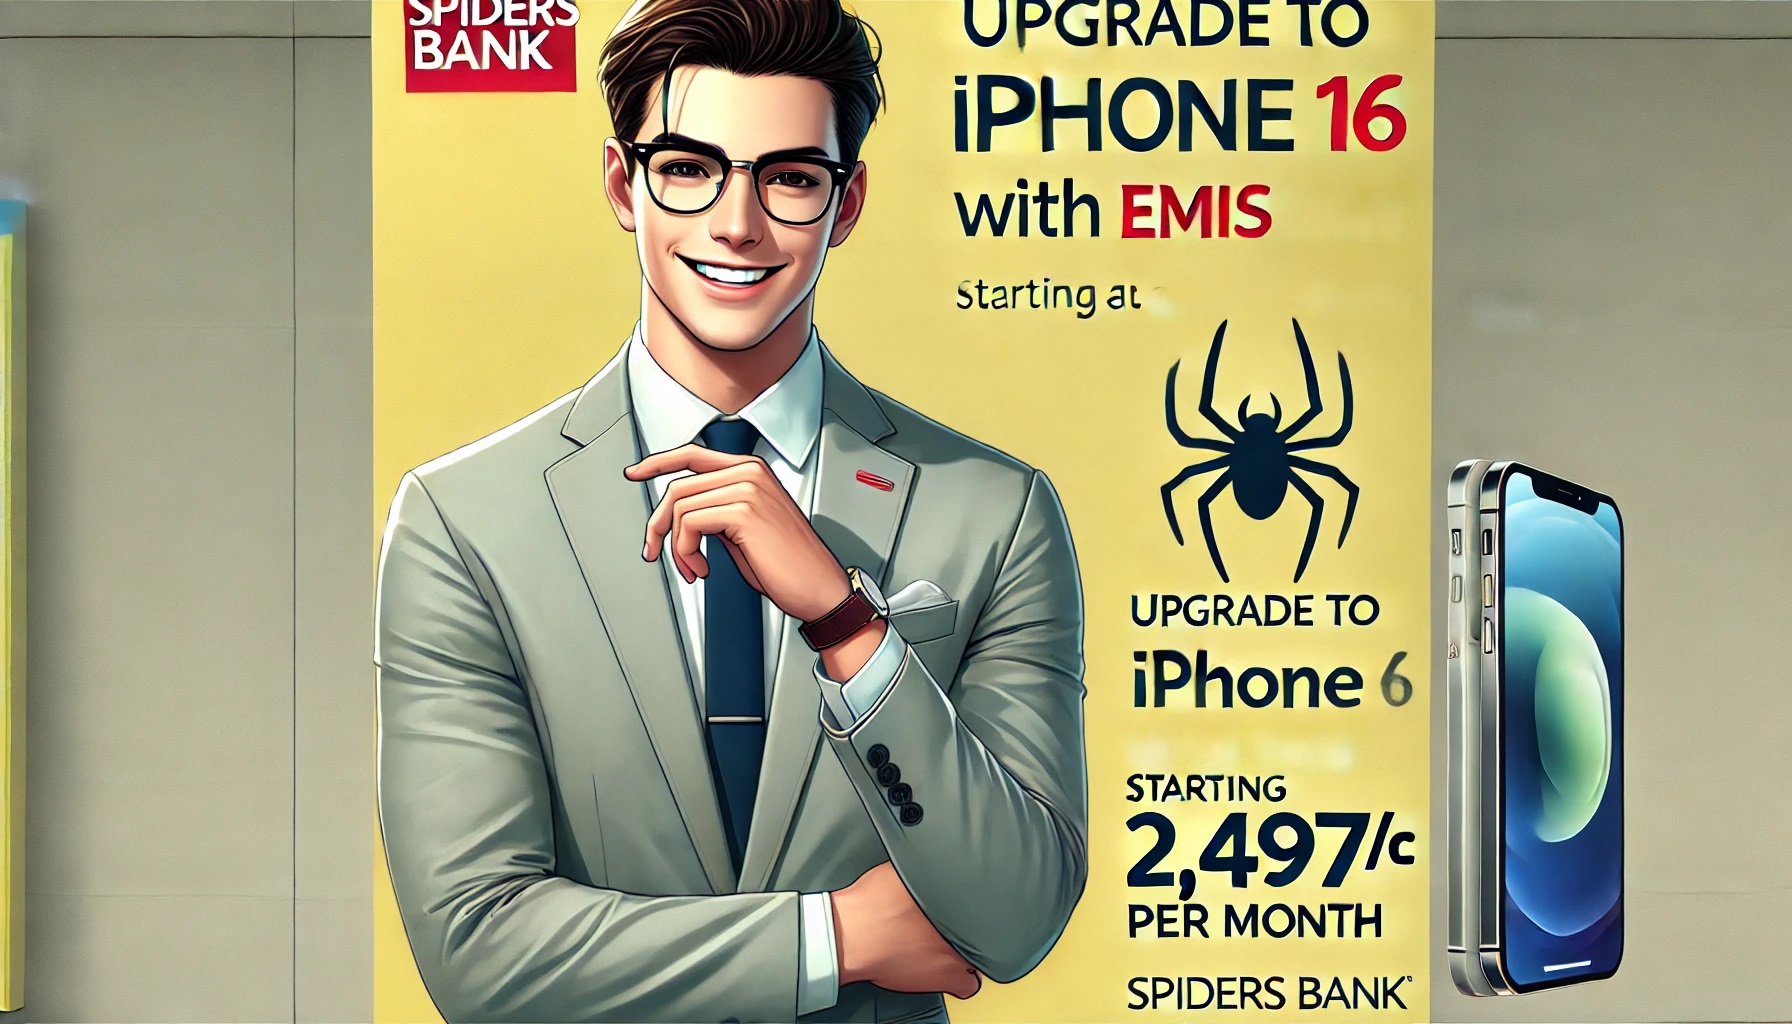 SPIDERS
BANK
UPGRADE TO
iPHONE 16
with EMIS
starting at
UPGRADE TO
iPhone 6
STARTING
2,497/c
PER MONTH
SPIDERS BANK